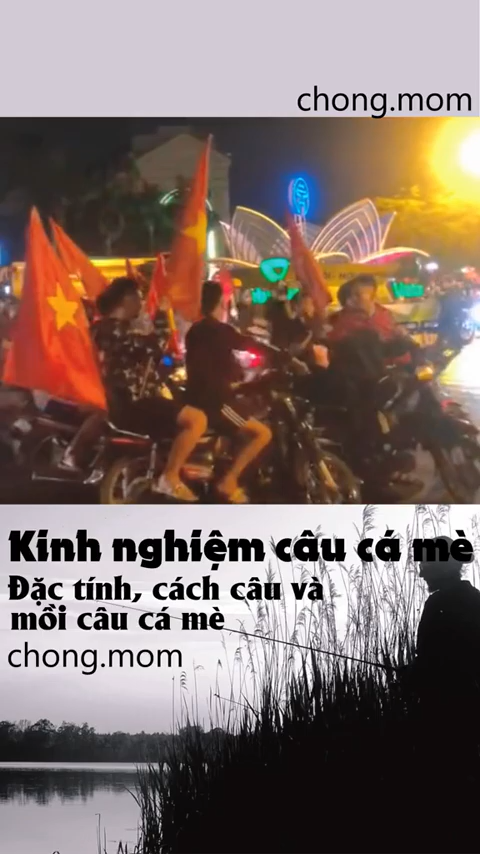 chong.mom
Kinh nghiệm câu cá mè
Đặc tính, cách câu và
mồi câu cá mè
chong.mom